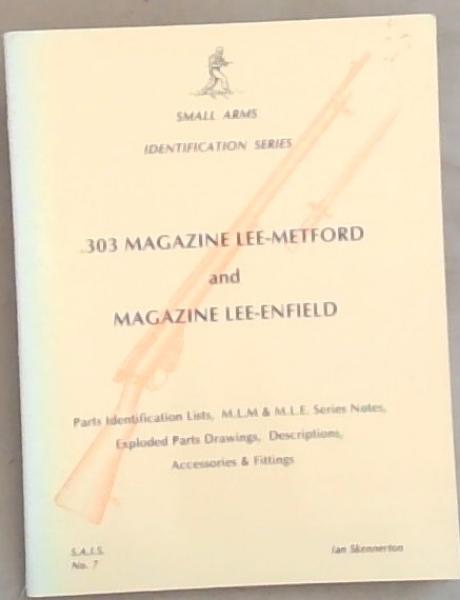 SMALL ARMS
IDENTIFICATION SERIES
.303 MAGAZINE LEE-METFORD
and
MAGAZINE LEE-ENFIELD
Parts Identification Lists, M.L.M & M.L.E. Series Notes,
Exploded Parts Drawings, Descriptions,
Accessories & Fittings
S.A.I.S.
No. 7
Ian Skennerton